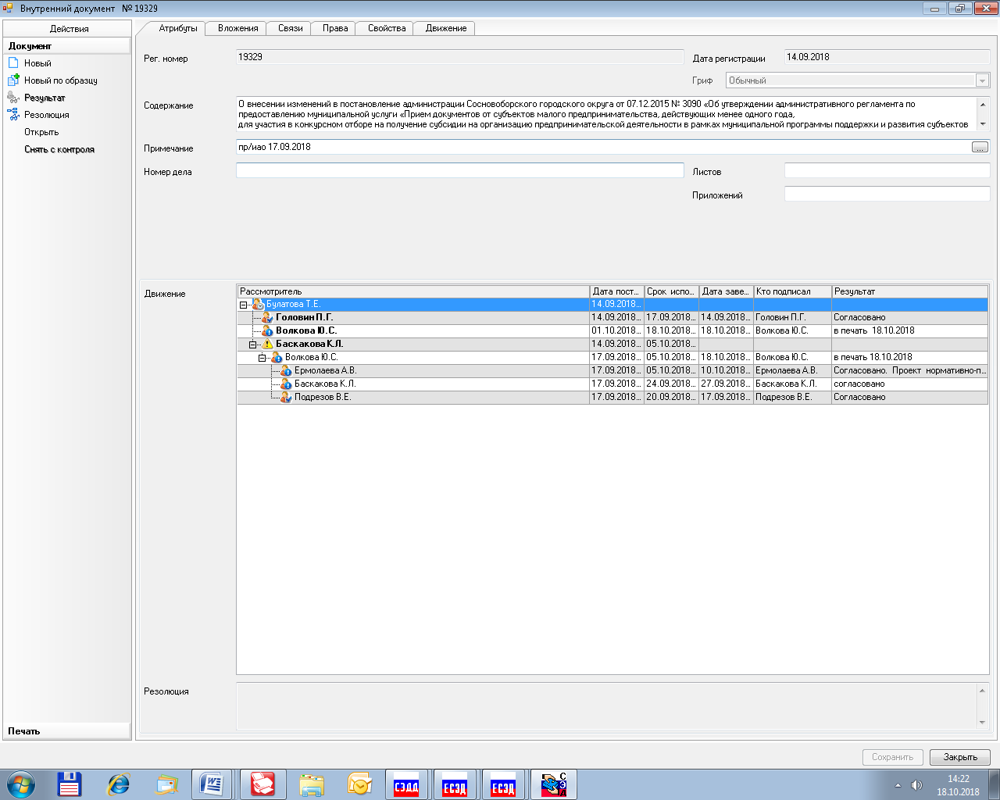 Внутренний документ № 19329
Действия
Документ
Новый
Новый по образцу
Результат
Резолюция
Открыть
Снять с контроля
Печать
Атрибуты Вложения Связи Права Свойства Движение
Рег. номер 19329 Дата регистрации 14.09.2018
Гриф Обычный
Содержание
О внесении изменений в постановление администрации Сосновоборского городского округа от 07.12.2015 № 3090 «Об утверждении административного регламента по
предоставлению муниципальной услуги «Прием документов от субъектов малого предпринимательства, действующих менее одного года,
для участия в конкурсном отборе на получение субсидии на организацию предпринимательской деятельности в рамках муниципальной программы поддержки и развития субъектов
Примечание пр/иао 17.09.2018 ...
Номер дела Листов
Приложений
Движение
Рассмотритель Дата пост... Срок испо... Дата заве... Кто подписал Результат
Булатова Т.Е. 14.09.2018...
Головин П.Г. 14.09.2018... 17.09.2018... 14.09.2018... Головин П.Г. Согласовано
Волкова Ю.С. 01.10.2018... 18.10.2018... 18.10.2018... Волкова Ю.С. в печать 18.10.2018
Баскакова К.Л. 14.09.2018... 05.10.2018...
Волкова Ю.С. 17.09.2018... 05.10.2018... 18.10.2018... Волкова Ю.С. в печать 18.10.2018
Ермолаева А.В. 17.09.2018... 05.10.2018... 10.10.2018... Ермолаева А.В. Согласовано. Проект нормативно-п...
Баскакова К.Л. 17.09.2018... 24.09.2018... 27.09.2018... Баскакова К.Л. согласовано
Подрезов В.Е. 17.09.2018... 20.09.2018... 17.09.2018... Подрезов В.Е. Согласовано
Резолюция
Сохранить Закрыть
СЭДД ЕСЭД ЕСЭД СЭД
14:22
18.10.2018